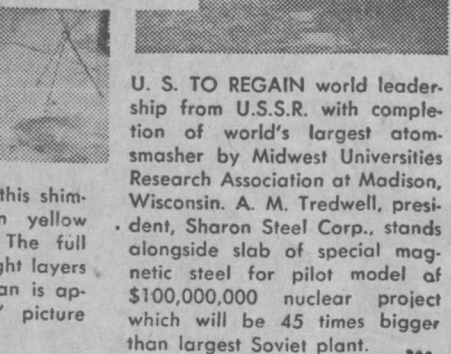 U. S. TO REGAIN world leader-
ship from U.S.S.R. with comple-
tion of world's largest atom-
smasher by Midwest Universities
Research Association at Madison,
Wisconsin. A. M. Tredwell, presi-
dent, Sharon Steel Corp., stands
alongside slab of special mag-
netic steel for pilot model of
$100,000,000 nuclear project
which will be 45 times bigger
than largest Soviet plant.
this shim-
yellow
The full
layers
an is ap-
picture